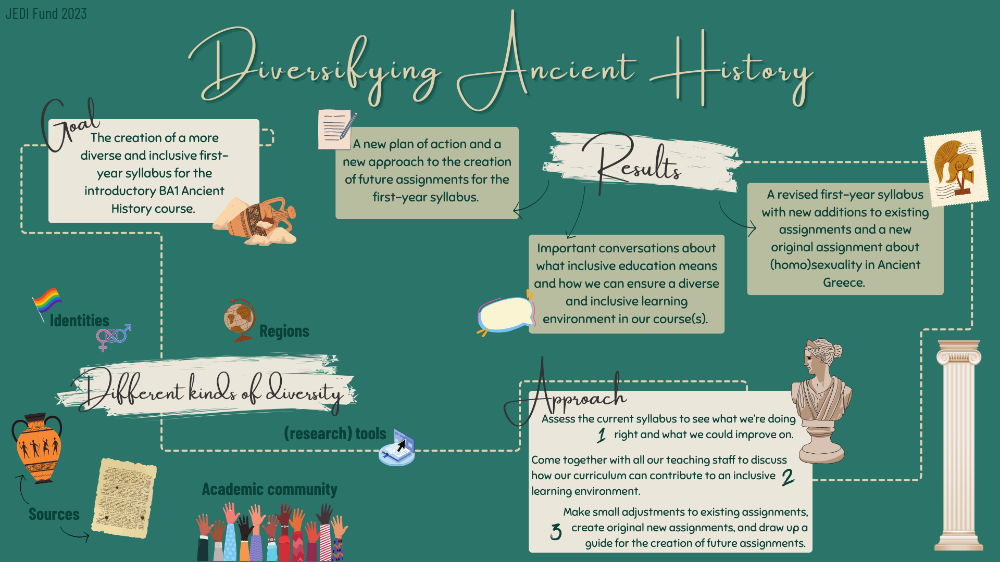 JEDI Fund 2023
Diversifying Ancient History
Goal
The creation of a more
diverse and inclusive first-
year syllabus for the
introductory BA1 Ancient
History course.
Identities
Regions
Different kinds of diversity
(research) tools
Sources
Academic community
Approach
Assess the current syllabus to see what we're doing
1 right and what we could improve on.
Come together with all our teaching staff to discuss
how our curriculum can contribute to an inclusive 2
learning environment.
Make small adjustments to existing assignments,
3 create original new assignments, and draw up a
guide for the creation of future assignments.
Results
A new plan of action and a
new approach to the creation
of future assignments for the
first-year syllabus.
Important conversations about
what inclusive education means
and how we can ensure a diverse
and inclusive learning
environment in our course(s).
A revised first-year syllabus
with new additions to existing
assignments and a new
original assignment about
(homo)sexuality in Ancient
Greece.